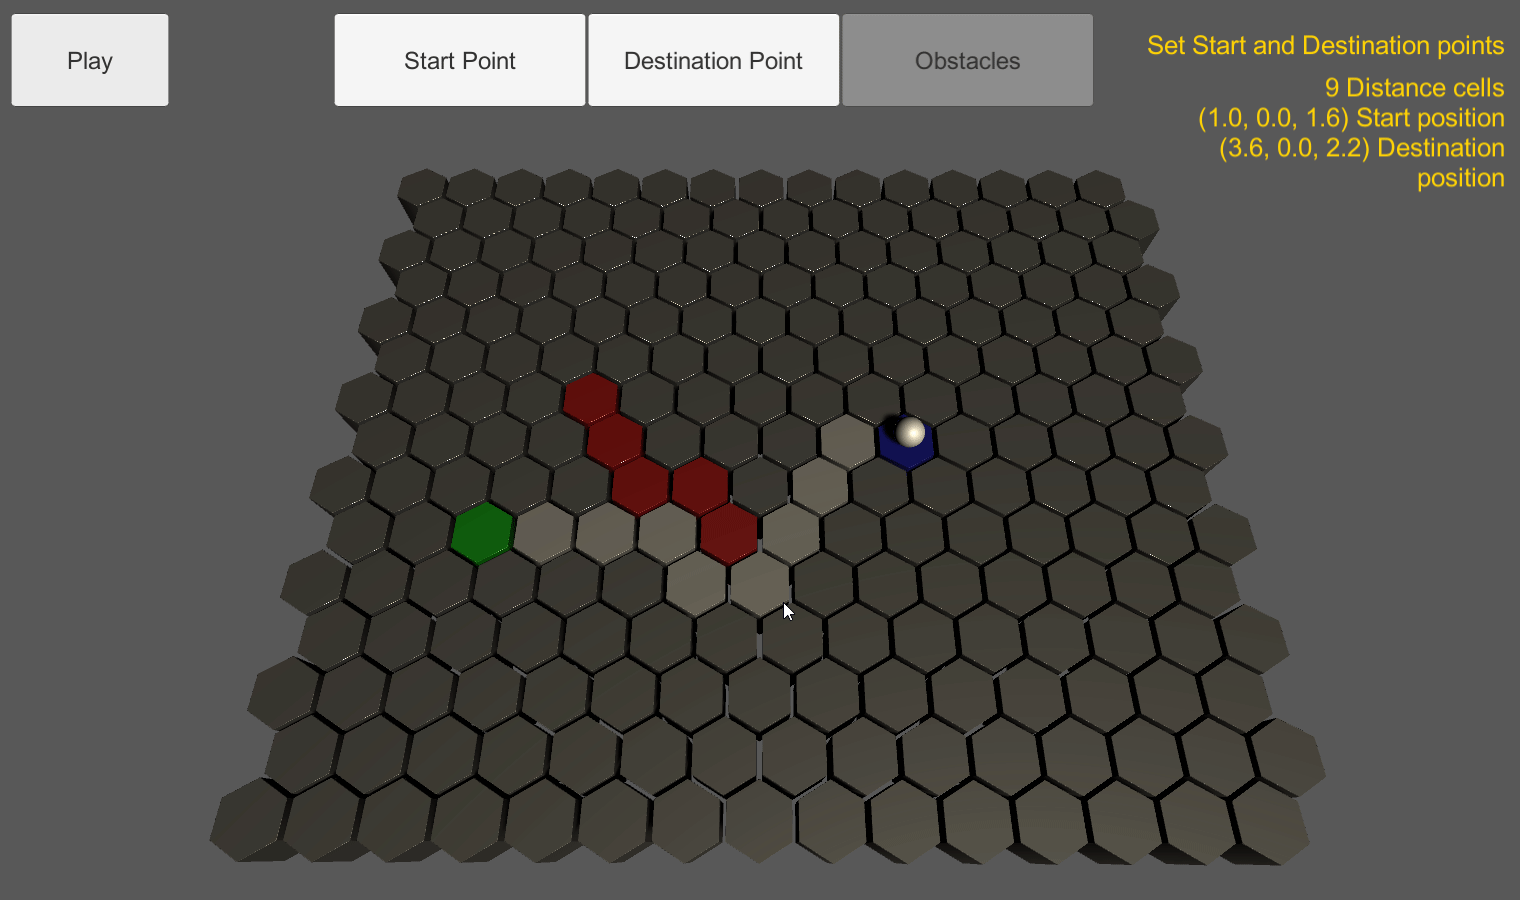 Play
Start Point
Destination Point
Obstacles
Set Start and Destination points
9 Distance cells
(1.0, 0.0, 1.6) Start position
(3.6, 0.0, 2.2) Destination
position